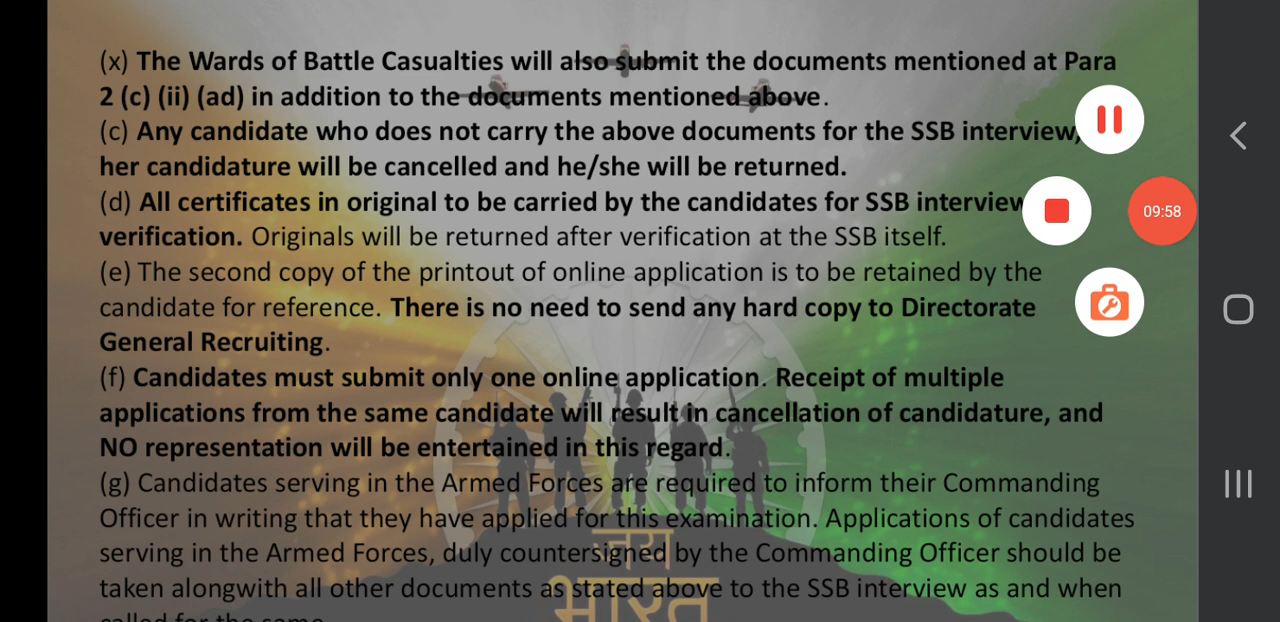 (x) The Wards of Battle Casualties will also submit the documents mentioned at Para
2 (c) (ii) (ad) in addition to the documents mentioned above.
(c) Any candidate who does not carry the above documents for the SSB interview,
her candidature will be cancelled and he/she will be returned.
(d) All certificates in original to be carried by the candidates for SSB interview
verification. Originals will be returned after verification at the SSB itself.
09:58
(e) The second copy of the printout of online application is to be retained by the
candidate for reference. There is no need to send any hard copy to Directorate
General Recruiting.
(f) Candidates must submit only one online application. Receipt of multiple
applications from the same candidate will result in cancellation of candidature, and
NO representation will be entertained in this regard.
(g) Candidates serving in the Armed Forces are required to inform their Commanding
Officer in writing that they have applied for this examination. Applications of candidates
serving in the Armed Forces, duly countersigned by the Commanding Officer should be
taken alongwith all other documents as stated above to the SSB interview as and when
called for the same.
जय
भारत